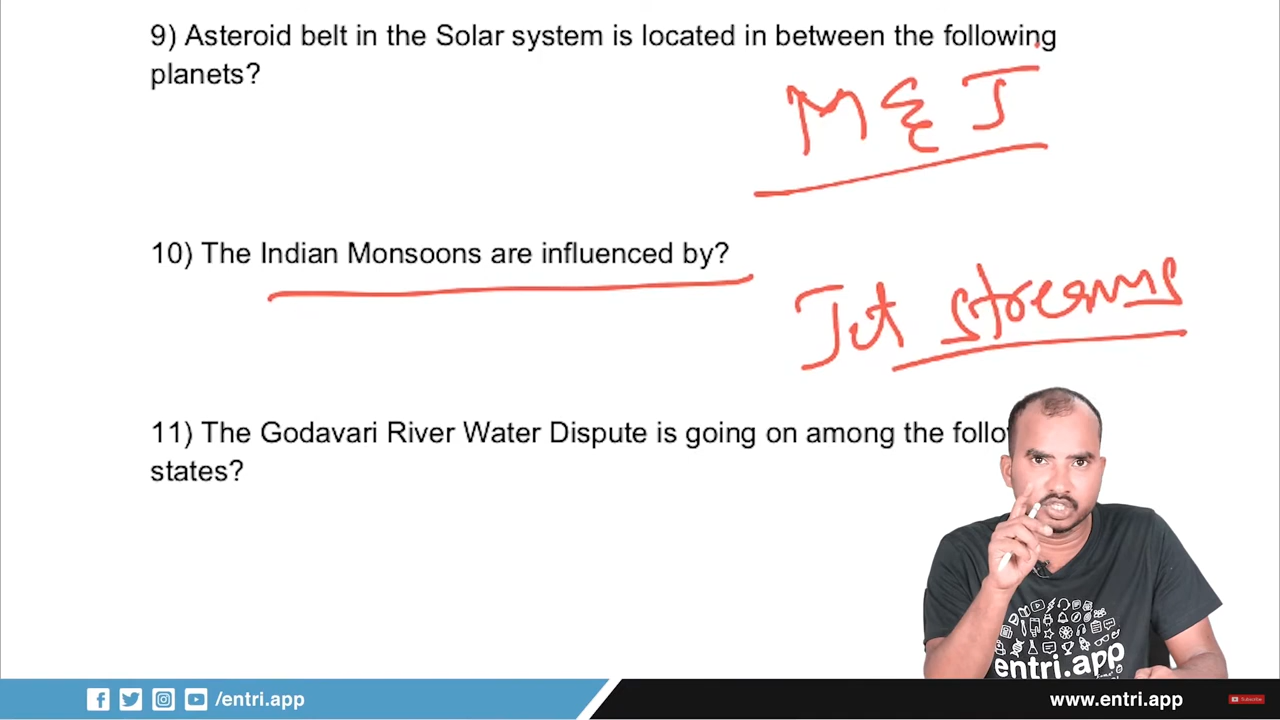 9) Asteroid belt in the Solar system is located in between the following
planets?
M & J
10) The Indian Monsoons are influenced by?
Jet streams
11) The Godavari River Water Dispute is going on among the follo
states?
entri.app
/entri.app
www.entri.app
Subscribe